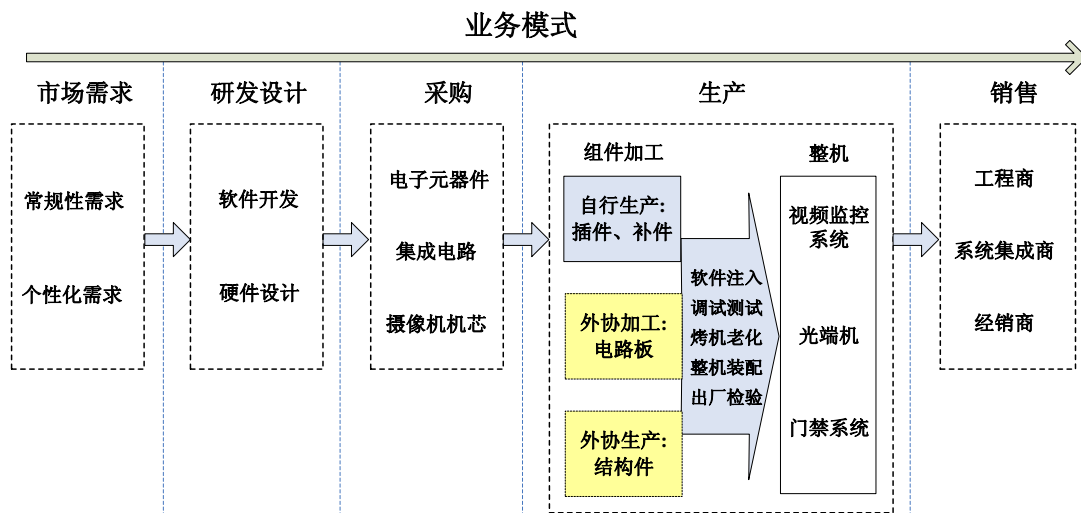 业务模式
市场需求
研发设计
采购
生产
销售
常规性需求
个性化需求
软件开发
硬件设计
电子元器件
集成电路
摄像机机芯
组件加工
自行生产:
插件、补件
外协加工:
电路板
外协生产:
结构件
软件注入
调试测试
烤机老化
整机装配
出厂检验
整机
视频监控
系统
光端机
门禁系统
工程商
系统集成商
经销商